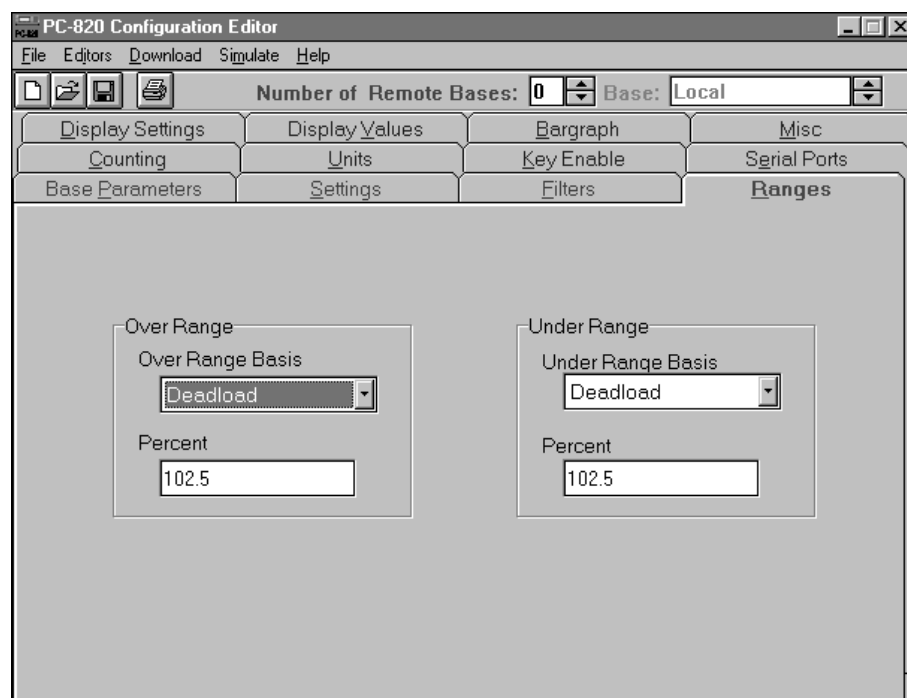 PC-820 Configuration Editor
File Editors Download Simulate Help
Number of Remote Bases: 0 Base: Local
Display Settings Display Values Bargraph Misc
Counting Units Key Enable Serial Ports
Base Parameters Settings Filters Ranges
Over Range Under Range
Over Range Basis Under Range Basis
Deadload Deadload
Percent Percent
102.5 102.5